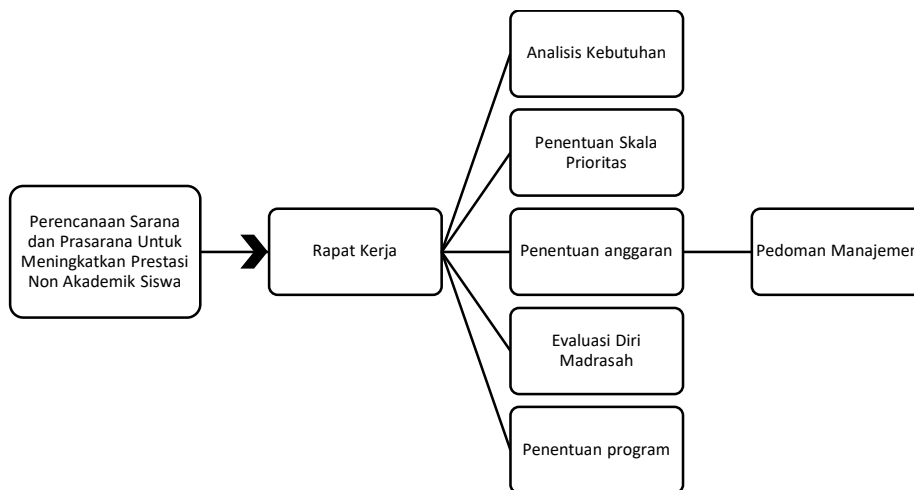 Perencanaan Sarana
dan Prasarana Untuk
Meningkatkan Prestasi
Non Akademik Siswa
Rapat Kerja
Analisis Kebutuhan
Penentuan Skala
Prioritas
Penentuan anggaran
Evaluasi Diri
Madrasah
Penentuan program
Pedoman Manajemen